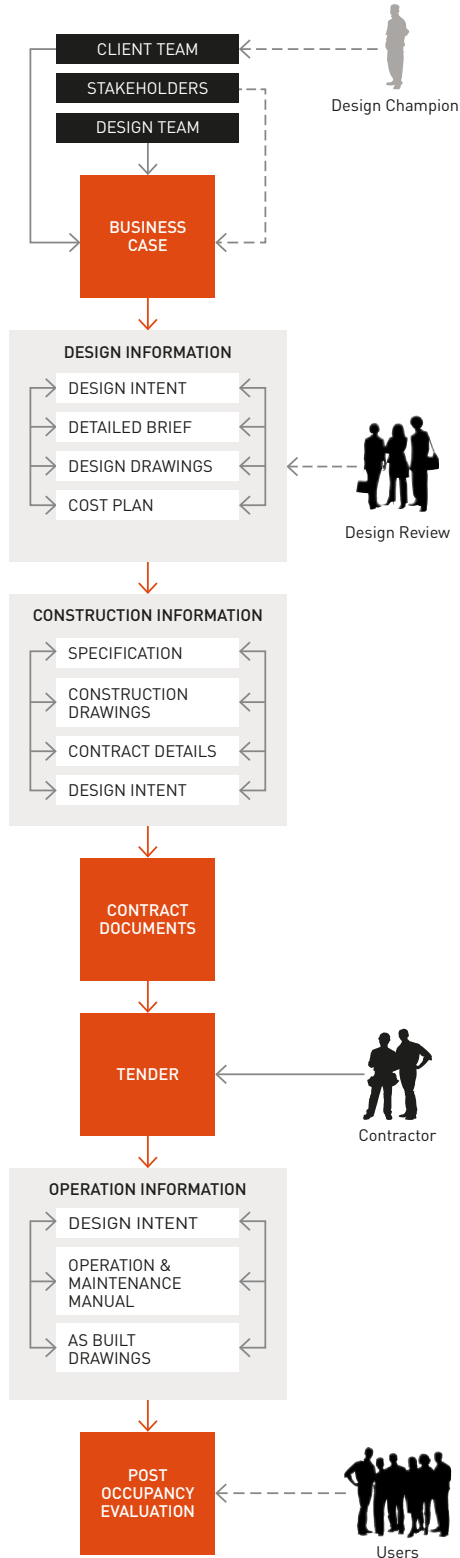 CLIENT TEAM
STAKEHOLDERS
DESIGN TEAM
Design Champion
BUSINESS
CASE
DESIGN INFORMATION
DESIGN INTENT
DETAILED BRIEF
DESIGN DRAWINGS
COST PLAN
Design Review
CONSTRUCTION INFORMATION
SPECIFICATION
CONSTRUCTION
DRAWINGS
CONTRACT DETAILS
DESIGN INTENT
CONTRACT
DOCUMENTS
TENDER
Contractor
OPERATION INFORMATION
DESIGN INTENT
OPERATION &
MAINTENANCE
MANUAL
AS BUILT
DRAWINGS
POST
OCCUPANCY
EVALUATION
Users